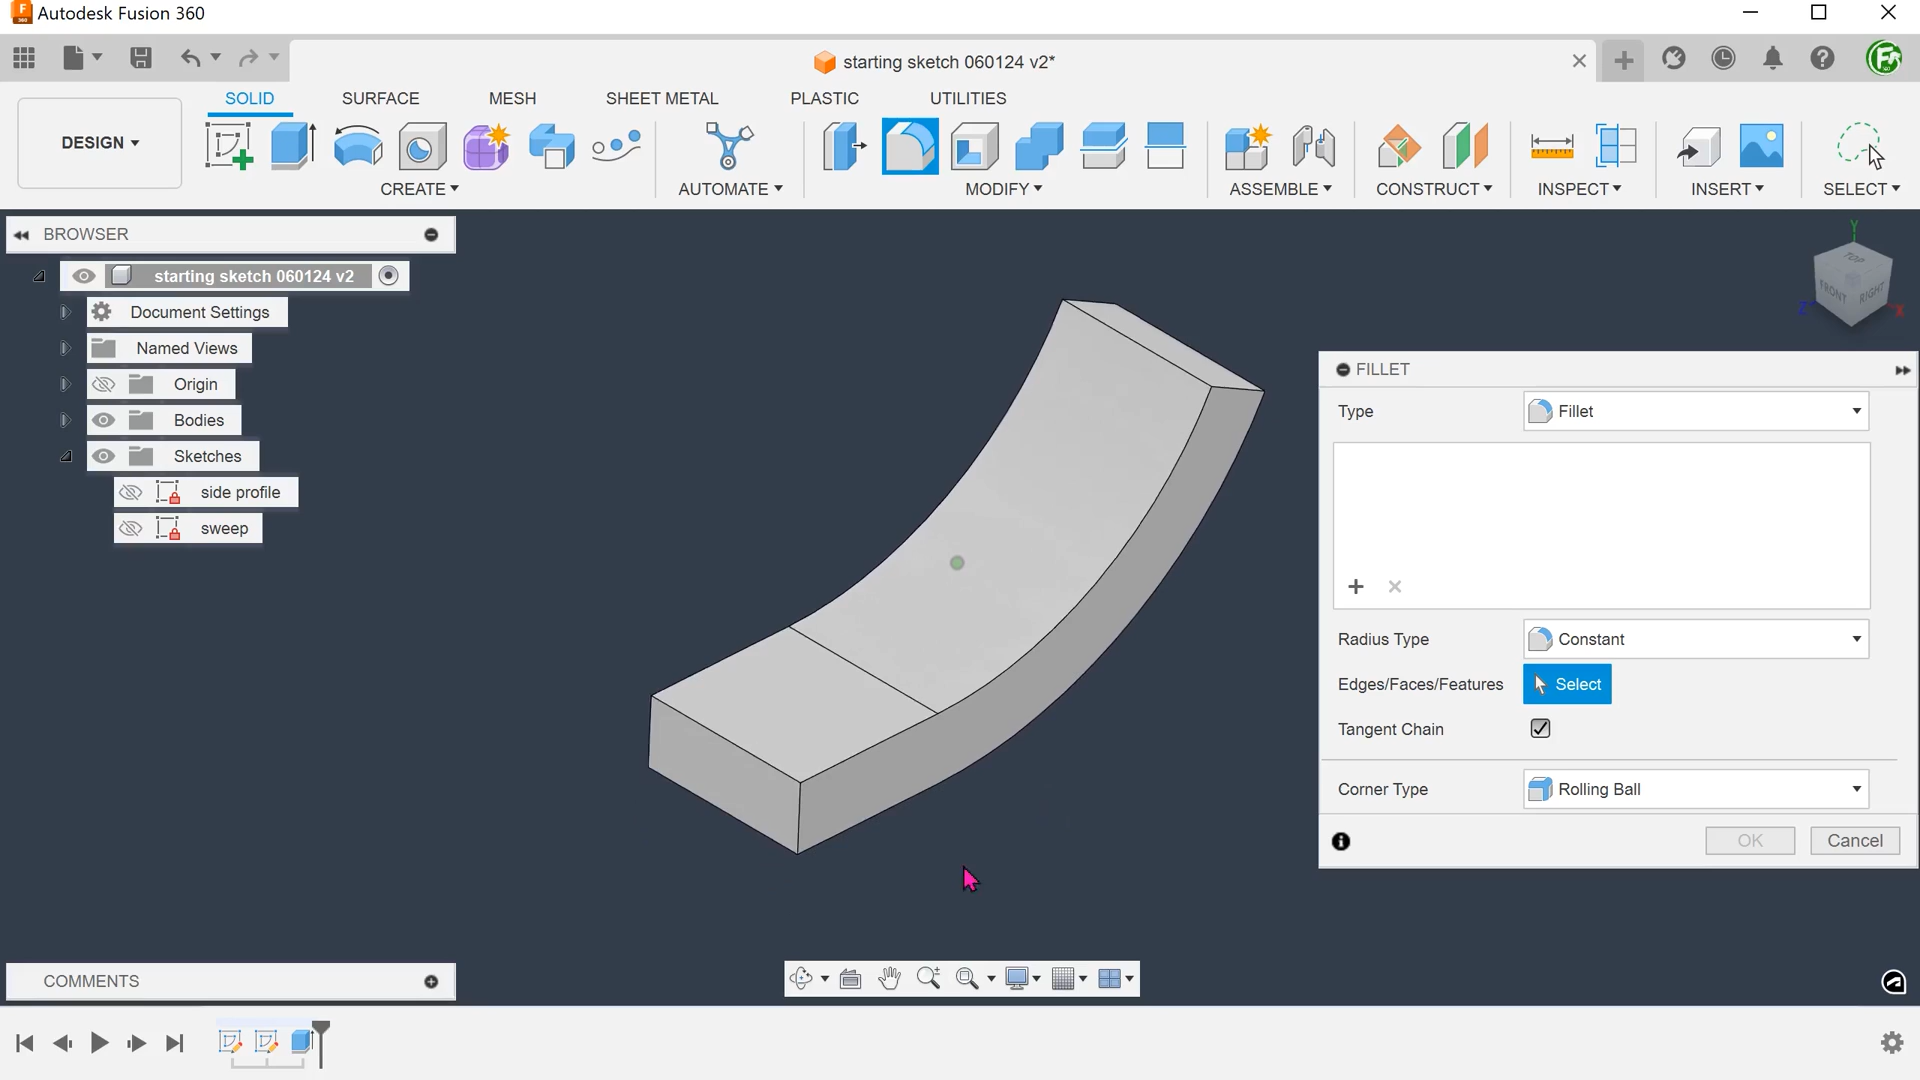 Autodesk Fusion 360
starting sketch 060124 v2*
DESIGN
SOLID
SURFACE
MESH
SHEET METAL
PLASTIC
UTILITIES
CREATE
AUTOMATE
MODIFY
ASSEMBLE
CONSTRUCT
INSPECT
INSERT
SELECT
BROWSER
starting sketch 060124 v2
Document Settings
Named Views
Origin
Bodies
Sketches
side profile
sweep
Y
TOP
FRONT
RIGHT
Z
X
FILLET
Type
Fillet
Radius Type
Constant
Edges/Faces/Features
Select
Tangent Chain
Corner Type
Rolling Ball
OK
Cancel
COMMENTS